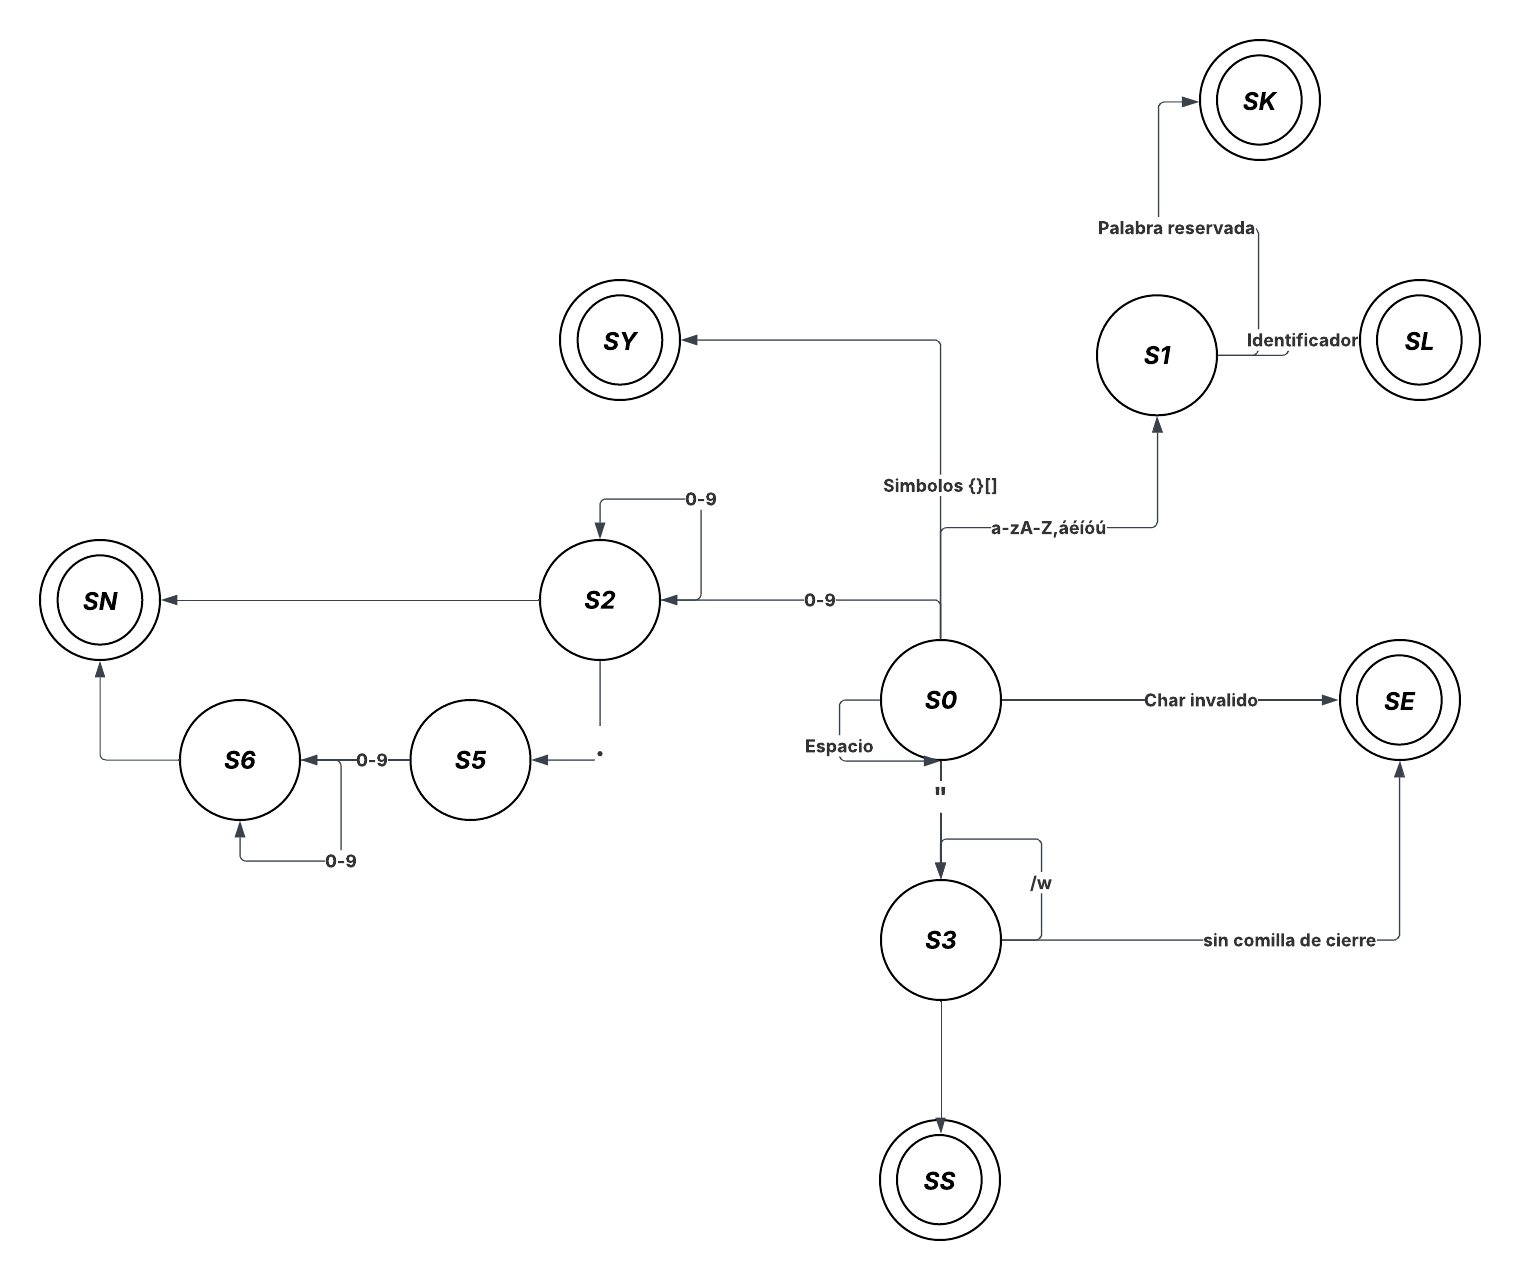 SK
Palabra reservada
SY
S1
Identificador
SL
Simbolos {}[]
0-9
a-zA-Z,áéíóú
SN
S2
0-9
S0
Char invalido
SE
Espacio
S6
0-9
S5
.
"
0-9
/w
S3
sin comilla de cierre
SS